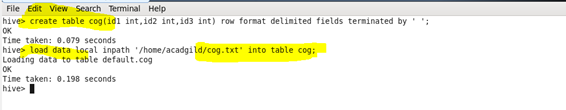 File Edit View Search Terminal Help
hive> create table cog(id1 int,id2 int,id3 int) row format delimited fields terminated by ' ';
OK
Time taken: 0.079 seconds
hive> load data local inpath '/home/acadgild/cog.txt' into table cog;
Loading data to table default.cog
OK
Time taken: 0.198 seconds
hive>